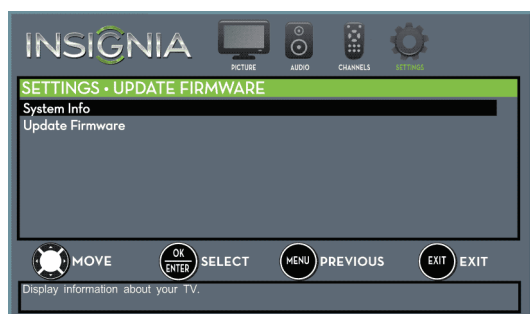 INSIGNIA
PICTURE AUDIO CHANNELS SETTINGS
SETTINGS • UPDATE FIRMWARE
System Info
Update Firmware
MOVE OK ENTER SELECT MENU PREVIOUS EXIT EXIT
Display information about your TV.